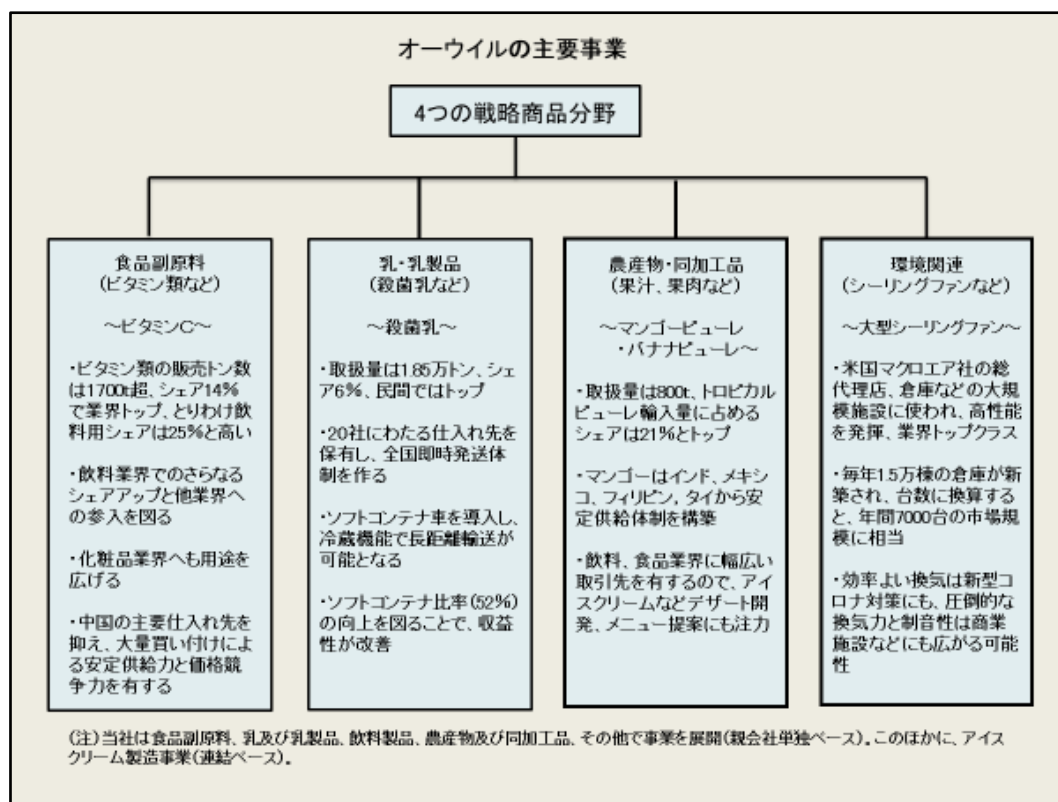 オーウイルの主要事業
4つの戦略商品分野
食品副原料
(ビタミン類など)
～ビタミンC～
・ビタミン類の販売トン数
は1700t超、シェア14%
で業界トップ、とりわけ飲
料用シェアは25%と高い
・飲料業界でのさらなる
シェアアップと他業界へ
の参入を図る
・化粧品業界へも用途を
広げる
・中国の主要仕入れ先を
抑え、大量買い付けによ
る安定供給力と価格競
争力を有する
乳・乳製品
(殺菌乳など)
～殺菌乳～
・取扱量は1.85万トン、シェ
ア6%、民間ではトップ
・20社にわたる仕入れ先を
保有し、全国即時発送体
制を作る
・ソフトコンテナ車を導入し、
冷蔵機能で長距離輸送が
可能となる
・ソフトコンテナ比率(52%)
の向上を図ることで、収益
性が改善
農産物・同加工品
(果汁、果肉など)
～マンゴーピューレ
・バナナピューレ～
・取扱量は800t、トロピカル
ピューレ輸入量に占める
シェアは21%とトップ
・マンゴーはインド、メキシ
コ、フィリピン、タイから安
定供給体制を構築
・飲料、食品業界に幅広い
取引先を有するので、アイ
スクリームなどデザート開
発、メニュー提案にも注力
環境関連
(シーリングファンなど)
～大型シーリングファン～
・米国マクロエア社の総
代理店、倉庫などの大規
模施設に使われ、高性能
を発揮、業界トップクラス
・毎年1.5万棟の倉庫が新
築され、台数に換算する
と、年間7000台の市場規
模に相当
・効率よい換気は新型コ
ロナ対策にも、圧倒的な
換気力と制音性は商業
施設などにも広がる可能
性
(注)当社は食品副原料、乳及び乳製品、飲料製品、農産物及び同加工品、その他で事業を展開(親会社単独ベース)。このほかに、アイス
クリーム製造事業(連結ベース)。